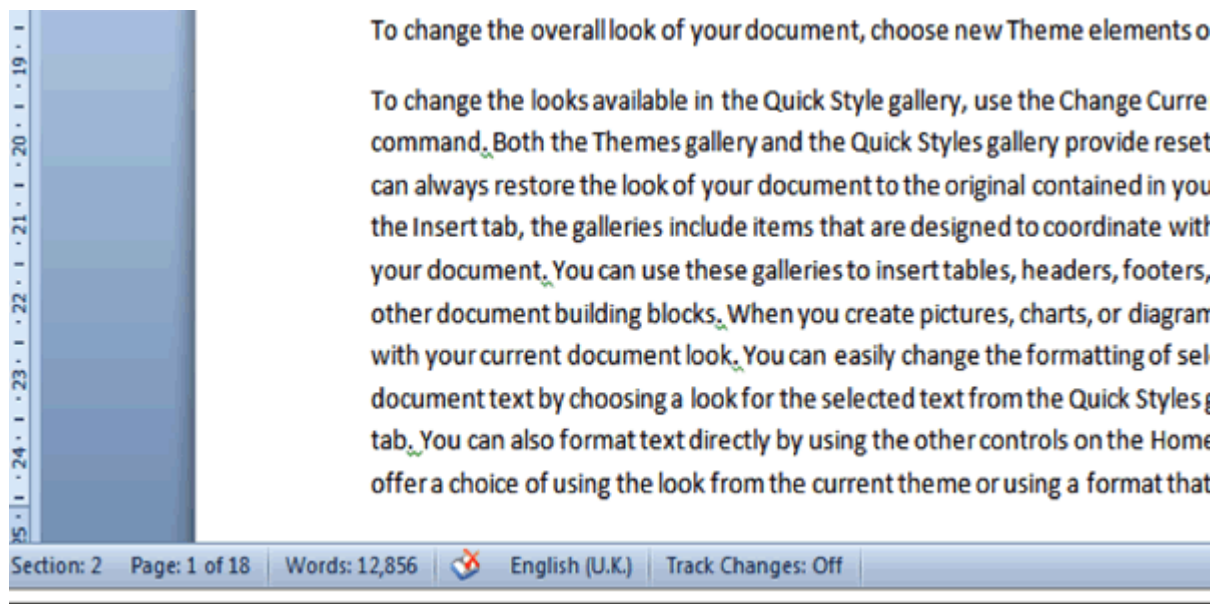 To change the overall look of your document, choose new Theme elements o
To change the looks available in the Quick Style gallery, use the Change Curre
command. Both the Themes gallery and the Quick Styles gallery provide reset
can always restore the look of your document to the original contained in you
the Insert tab, the galleries include items that are designed to coordinate with
your document. You can use these galleries to insert tables, headers, footers,
other document building blocks. When you create pictures, charts, or diagram
with your current document look. You can easily change the formatting of sel
document text by choosing a look for the selected text from the Quick Styles g
tab. You can also format text directly by using the other controls on the Home
offer a choice of using the look from the current theme or using a format that
19
20
21
22
23
24
25
Section: 2 Page: 1 of 18 Words: 12,856 English (U.K.) Track Changes: Off